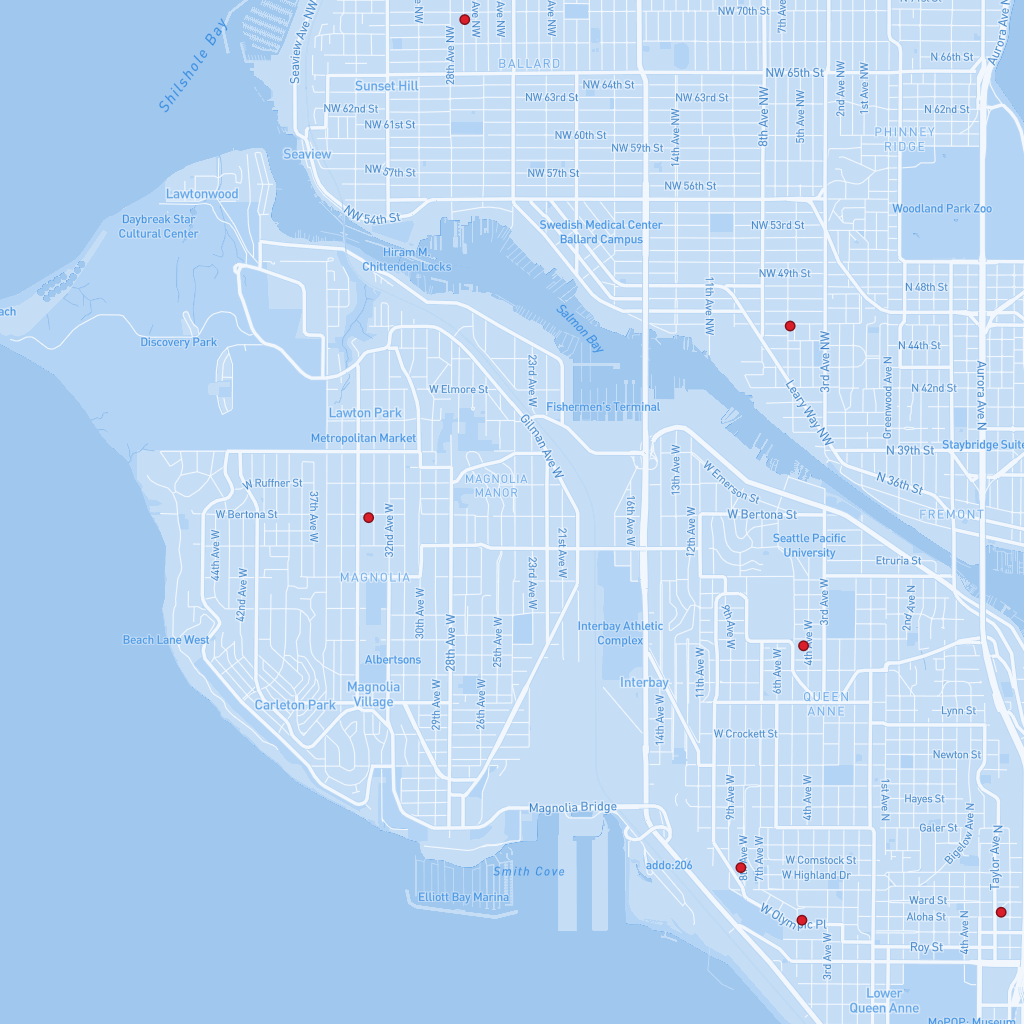 NW 70th St
7th Ave NW
Aurora Ave N
Shilshole Bay
Seaview Ave NW
28th Ave NW
BALLARD
N 66th St
NW 65th St
Sunset Hill
NW 64th St
NW 63rd St
NW 63rd St
2nd Ave NW
1st Ave NW
NW 62nd St
N 62nd St
8th Ave NW
5th Ave NW
NW 61st St
NW 60th St
14th Ave NW
PHINNEY
RIDGE
NW 59th St
Seaview
NW 57th St
NW 57th St
NW 56th St
Lawtonwood
Woodland Park Zoo
NW 54th St
Daybreak Star
Cultural Center
Swedish Medical Center
Ballard Campus
NW 53rd St
Hiram M.
Chittenden Locks
NW 49th St
11th Ave NW
N 48th St
ach
Salmon Bay
Discovery Park
N 44th St
3rd Ave NW
23rd Ave W
W Elmore St
N 42nd St
Aurora Ave N
Greenwood Ave N
Leary Way NW
Lawton Park
Fishermen's Terminal
Metropolitan Market
Gilman Ave W
Staybridge Suite
N 39th St
13th Ave W
W Emerson St
N 36th St
MAGNOLIA
MANOR
W Ruffner St
37th Ave W
W Bertona St
32nd Ave W
16th Ave W
12th Ave W
W Bertona St
FREMONT
44th Ave W
21st Ave W
Seattle Pacific
University
Etruria St
MAGNOLIA
42nd Ave W
23rd Ave W
30th Ave W
3rd Ave W
2nd Ave N
9th Ave W
Beach Lane West
28th Ave W
25th Ave W
Interbay Athletic
Complex
4th Ave W
Albertsons
11th Ave W
6th Ave W
Interbay
Magnolia
Village
29th Ave W
26th Ave W
Carleton Park
QUEEN
ANNE
14th Ave W
Lynn St
W Crockett St
Newton St
9th Ave W
4th Ave W
1st Ave N
Hayes St
Magnolia Bridge
Galer St
Bigelow Ave N
Taylor Ave N
8th Ave W
7th Ave W
W Comstock St
W Highland Dr
addo:206
Smith Cove
Elliott Bay Marina
Ward St
W Olympic Pl
Aloha St
4th Ave N
3rd Ave W
Roy St
Lower
Queen Anne
MoPOP: Museum